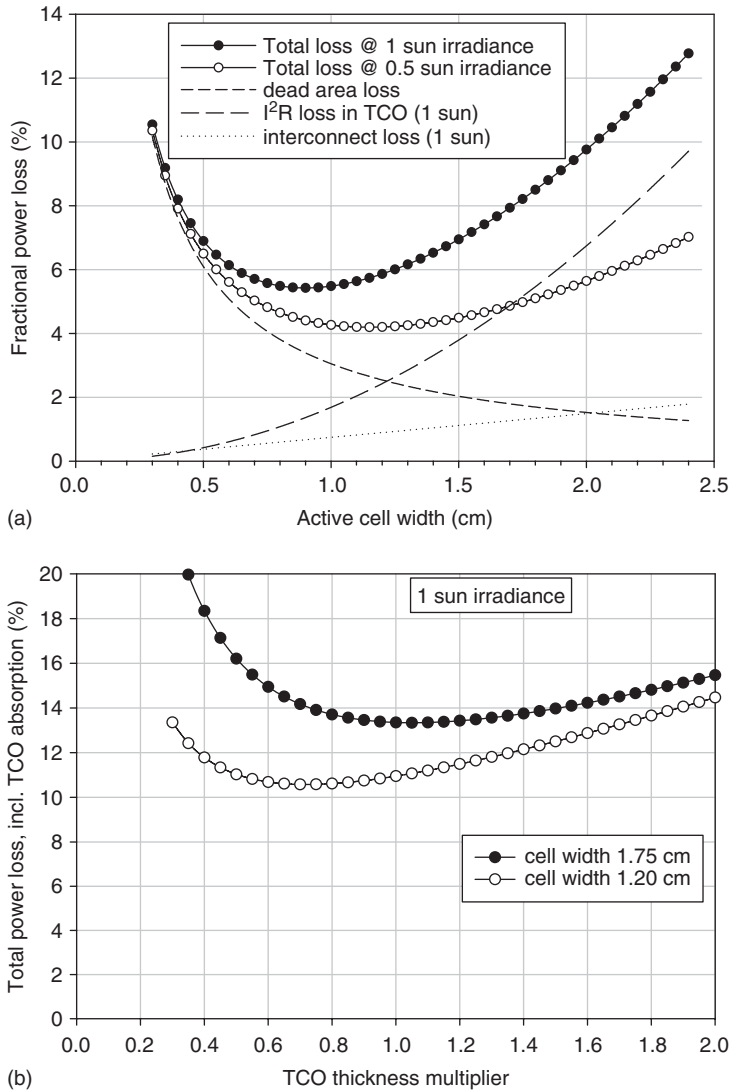 14
12
10
8
6
4
2
0
Fractional power loss (%)
Total loss @ 1 sun irradiance
Total loss @ 0.5 sun irradiance
dead area loss
I²R loss in TCO (1 sun)
interconnect loss (1 sun)
0.0 0.5 1.0 1.5 2.0 2.5
(a)
Active cell width (cm)
20
18
16
14
12
10
8
6
4
2
0
Total power loss, incl. TCO absorption (%)
1 sun irradiance
cell width 1.75 cm
cell width 1.20 cm
0.0 0.2 0.4 0.6 0.8 1.0 1.2 1.4 1.6 1.8 2.0
(b)
TCO thickness multiplier